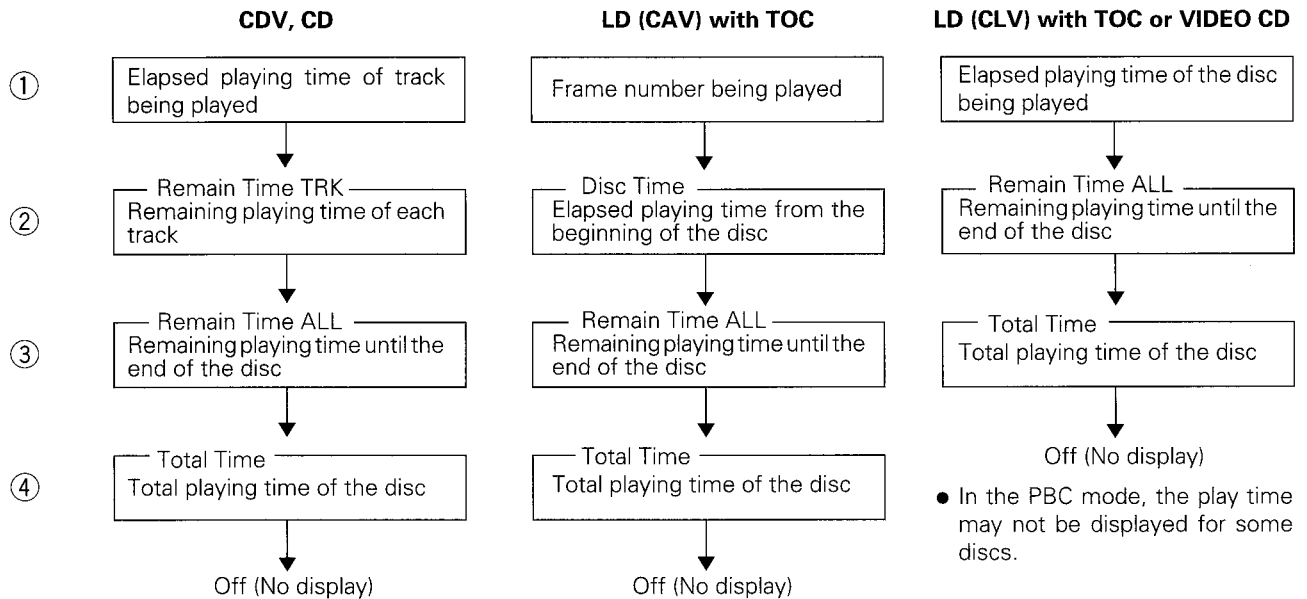 CDV, CD
LD (CAV) with TOC
LD (CLV) with TOC or VIDEO CD
①
Elapsed playing time of track
being played
Frame number being played
Elapsed playing time of the disc
being played
②
Remain Time TRK
Remaining playing time of each
track
Disc Time
Elapsed playing time from the
beginning of the disc
Remain Time ALL
Remaining playing time until the
end of the disc
③
Remain Time ALL
Remaining playing time until the
end of the disc
Remain Time ALL
Remaining playing time until the
end of the disc
Total Time
Total playing time of the disc
④
Total Time
Total playing time of the disc
Total Time
Total playing time of the disc
Off (No display)
● In the PBC mode, the play time
may not be displayed for some
discs.
Off (No display)
Off (No display)